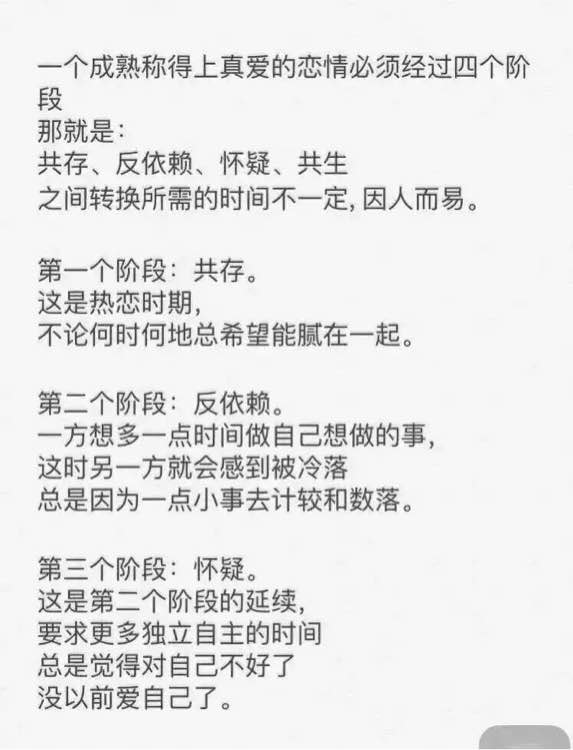 一个成熟称得上真爱的恋情必须经过四个阶
段
那就是：
共存、反依赖、怀疑、共生
之间转换所需的时间不一定，因人而易。
第一个阶段：共存。
这是热恋时期，
不论何时何地总希望能腻在一起。
第二个阶段：反依赖。
一方想多一点时间做自己想做的事，
这时另一方就会感到被冷落
总是因为一点小事去计较和数落。
第三个阶段：怀疑。
这是第二个阶段的延续，
要求更多独立自主的时间
总是觉得对自己不好了
没以前爱自己了。